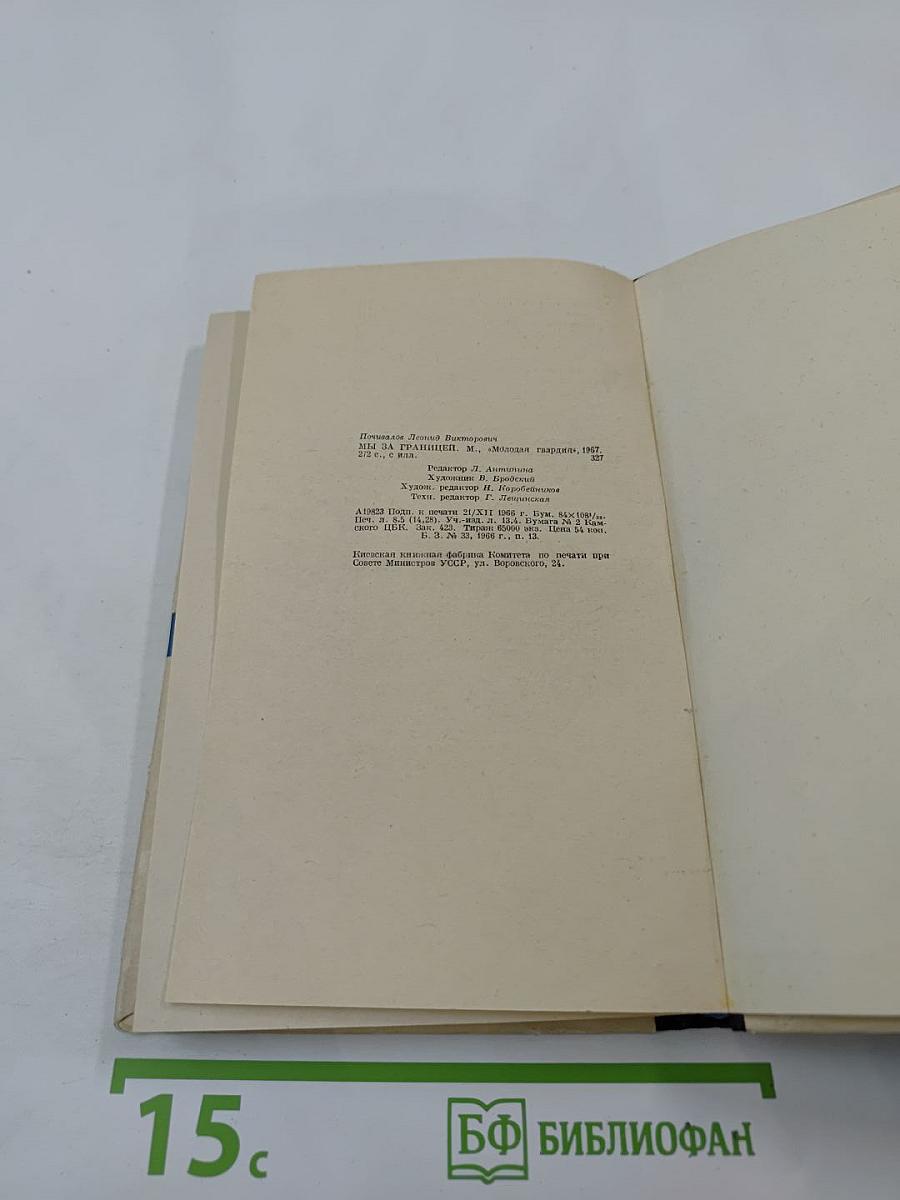 Почивалов Леонид Викторович
МЫ ЗА ГРАНИЦЕЙ. М., «Молодая гвардия», 1967.
272 с., с илл. 327
Редактор Л. Антипина
Художник В. Бродский
Худож. редактор Н. Коробейников
Техн. редактор Г. Лещинская
А19823 Подп. к печати 21/XII 1966 г. Бум. 84×108¹/₃₂.
Печ. л. 8.5 (14,28). Уч.-изд. л. 13,4. Бумага № 2 Кам-
ского ЦБК. Зак. 423. Тираж 65000 экз. Цена 54 коп.
Б. З. № 33, 1966 г., п. 13.
Киевская книжная фабрика Комитета по печати при
Совете Министров УССР, ул. Воровского, 24.
15 с
БФ БИБЛИОФАН